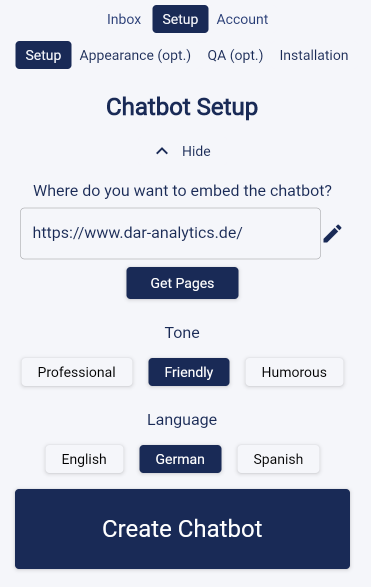 Inbox Setup Account
Setup Appearance (opt.) QA (opt.) Installation
Chatbot Setup
Hide
Where do you want to embed the chatbot?
https://www.dar-analytics.de/
Get Pages
Tone
Professional Friendly Humorous
Language
English German Spanish
Create Chatbot